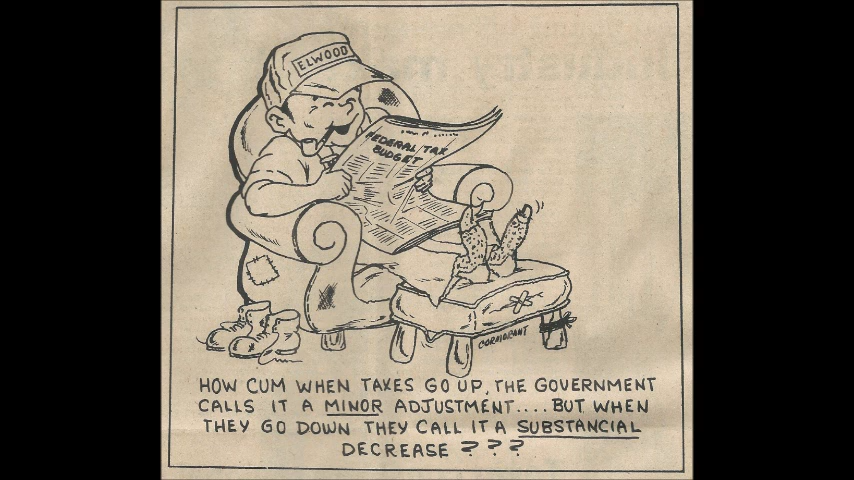 ELWOOD
FEDERAL TAX
BUDGET
CORMORANT
HOW CUM WHEN TAXES GO UP, THE GOVERNMENT
CALLS IT A MINOR ADJUSTMENT.... BUT WHEN
THEY GO DOWN THEY CALL IT A SUBSTANCIAL
DECREASE ? ? ?